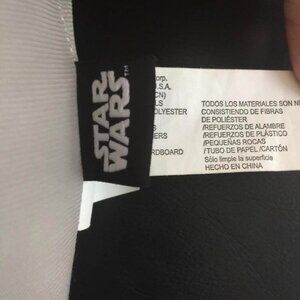 STAR
WARS™
Corp.
U.S.A.
CN)
LS TODOS LOS MATERIALES SON
OLYESTER CONSISTIENDO DE FIBRAS
DE POLIÉSTER
/REFUERZOS DE ALAMBRE
ERS /REFUERZOS DE PLÁSTICO
/PEQUEÑAS ROCAS
RDBOARD /TUBO DE PAPEL /CARTÓN
Sólo limpie la superficie
HECHO EN CHINA